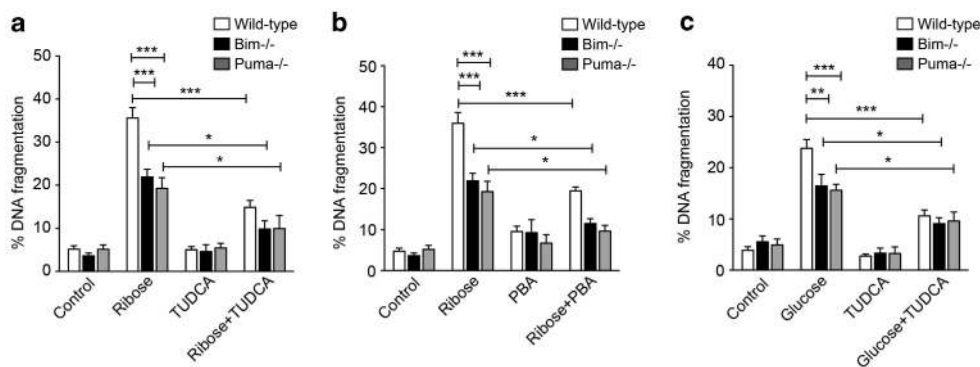 a
Wild-type
Bim-/-
Puma-/-
% DNA fragmentation
50
40
30
20
10
0
***
***
***
*
*
Control
Ribose
TUDCA
Ribose+TUDCA
b
Wild-type
Bim-/-
Puma-/-
% DNA fragmentation
50
40
30
20
10
0
***
***
***
*
*
Control
Ribose
PBA
Ribose+PBA
c
Wild-type
Bim-/-
Puma-/-
% DNA fragmentation
40
30
20
10
0
***
**
***
*
*
Control
Glucose
TUDCA
Glucose+TUDCA